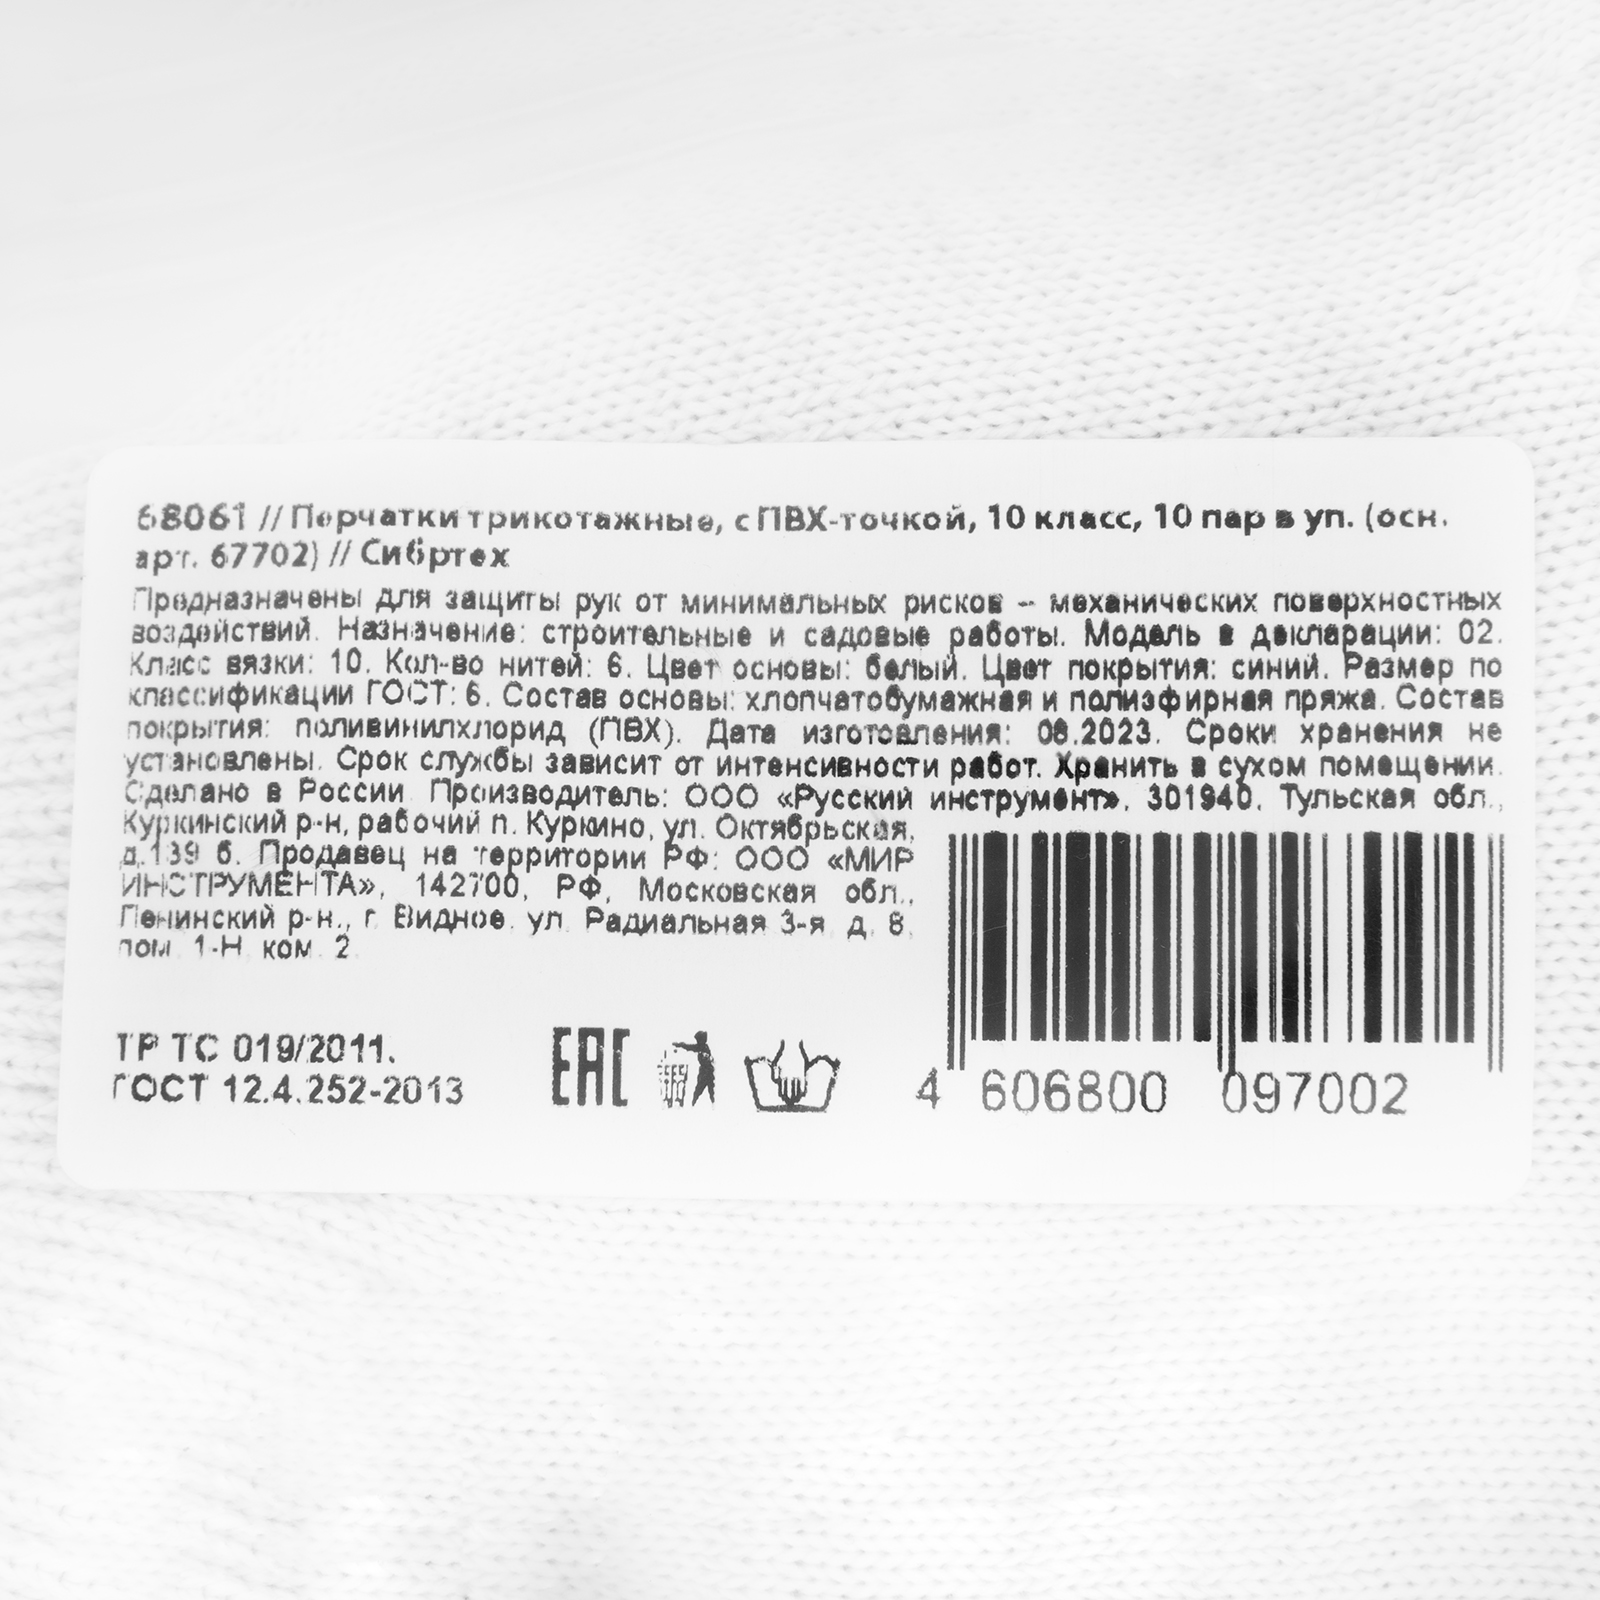 68061 // Перчатки трикотажные, с ПВХ-точкой, 10 класс, 10 пар в уп. (осн.
арт. 67702) // Сибртех
Предназначены для защиты рук от минимальных рисков – механических поверхностных
воздействий. Назначение: строительные и садовые работы. Модель в декларации: 02.
Класс вязки: 10. Кол-во нитей: 6. Цвет основы: белый. Цвет покрытия: синий. Размер по
классификации ГОСТ: 6. Состав основы: хлопчатобумажная и полиэфирная пряжа. Состав
покрытия: поливинилхлорид (ПВХ). Дата изготовления: 08.2023. Сроки хранения не
установлены. Срок службы зависит от интенсивности работ. Хранить в сухом помещении.
Сделано в России. Производитель: ООО «Русский инструмент», 301940, Тульская обл.,
Куркинский р-н, рабочий п. Куркино, ул. Октябрьская,
д.139 б. Продавец на территории РФ: ООО «МИР
ИНСТРУМЕНТА», 142700, РФ, Московская обл.,
Ленинский р-н., г. Видное, ул. Радиальная 3-я, д. 8,
пом. 1-Н, ком. 2.
ТР ТС 019/2011.
ГОСТ 12.4.252-2013
EAC
4 606800 097002